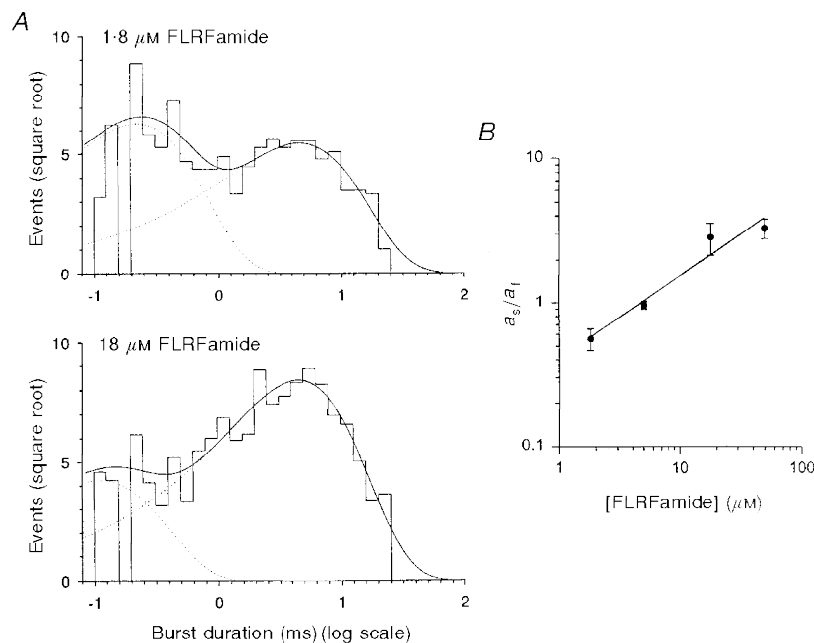 A
1·8 µM FLRFamide
10
5
0
Events (square root)
-1
0
1
2
18 µM FLRFamide
10
5
0
Events (square root)
-1
0
1
2
Burst duration (ms) (log scale)
B
10
1
0.1
as/af
1
10
100
[FLRFamide] (µM)